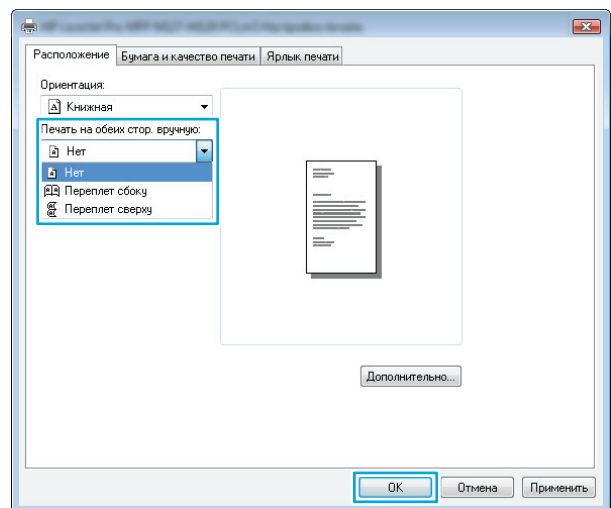 Расположение
Бумага и качество печати
Ярлык печати
Ориентация:
Книжная
Печать на обеих стор. вручную:
Нет
Нет
Переплет сбоку
Переплет сверху
Дополнительно...
OK
Отмена
Применить